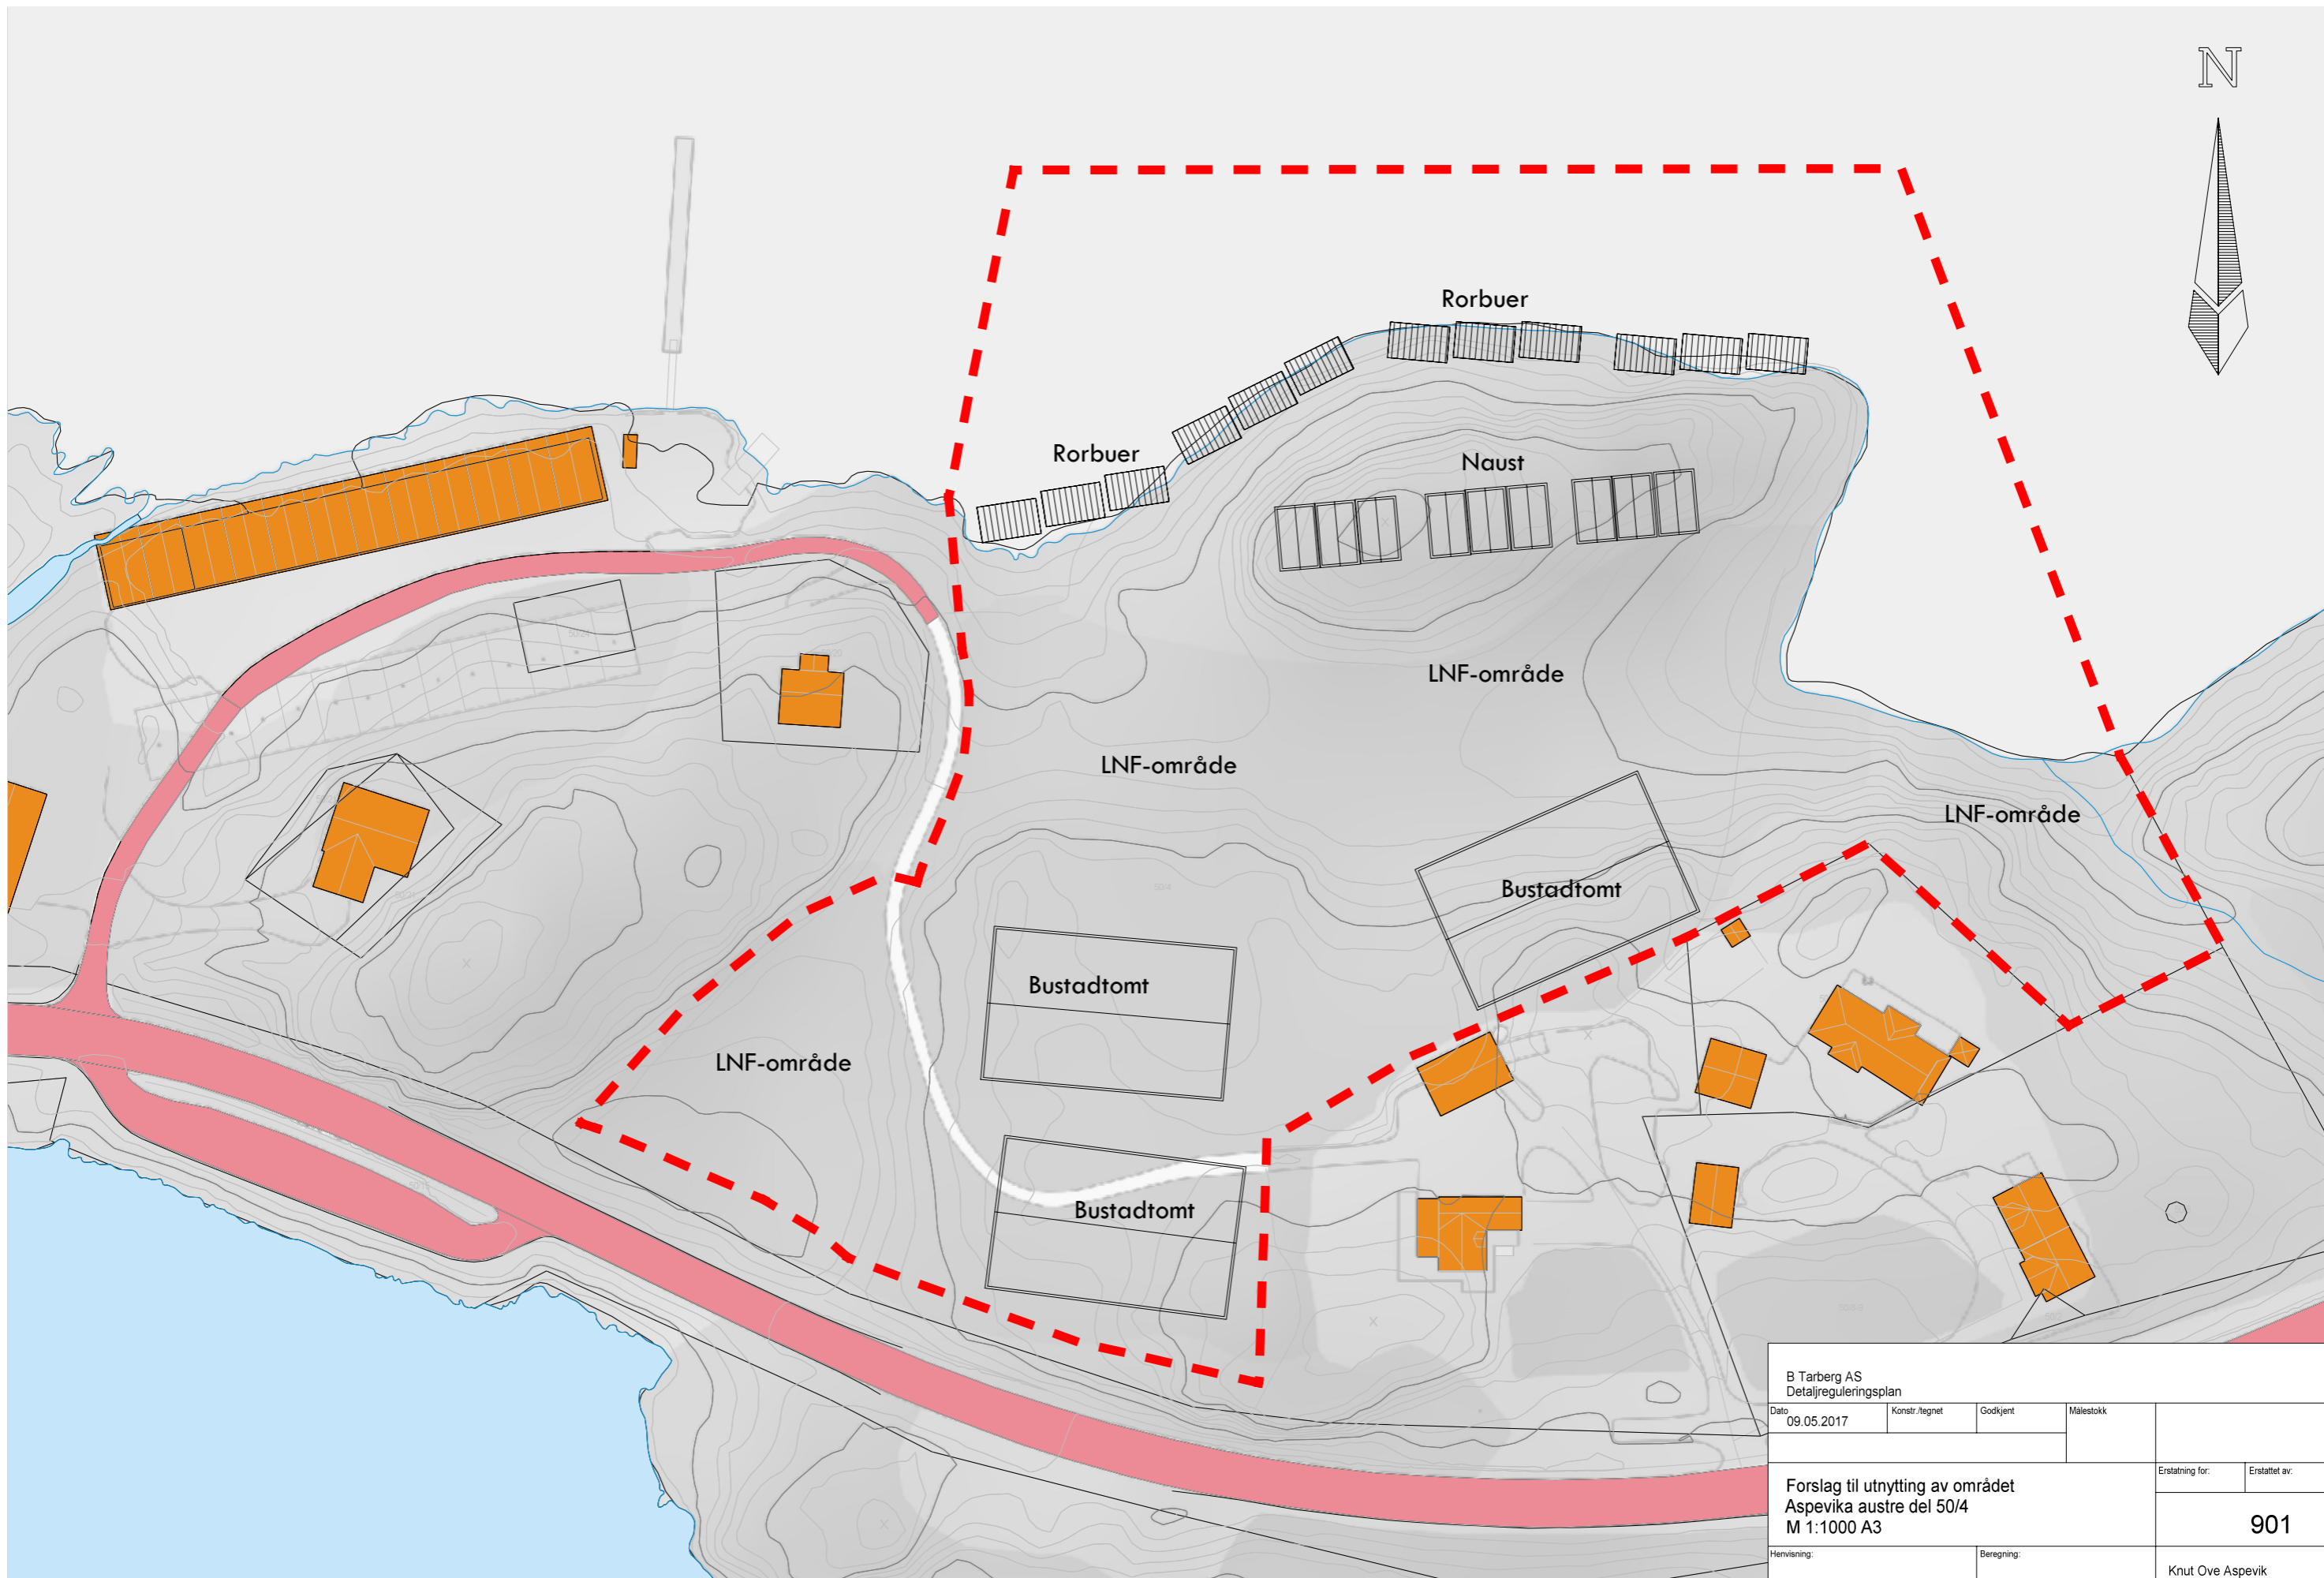 N
Rorbuer
Rorbuer
Naust
LNF-område
LNF-område
LNF-område
Bustadtomt
Bustadtomt
LNF-område
Bustadtomt
50/4
B Tarberg AS
Detaljreguleringsplan
Dato
09.05.2017
Konstr./tegnet
Godkjent
Målestokk
Forslag til utnytting av området
Aspevika austre del 50/4
M 1:1000 A3
Erstatning for:
Erstattet av:
901
Henvisning:
Beregning:
Knut Ove Aspevik